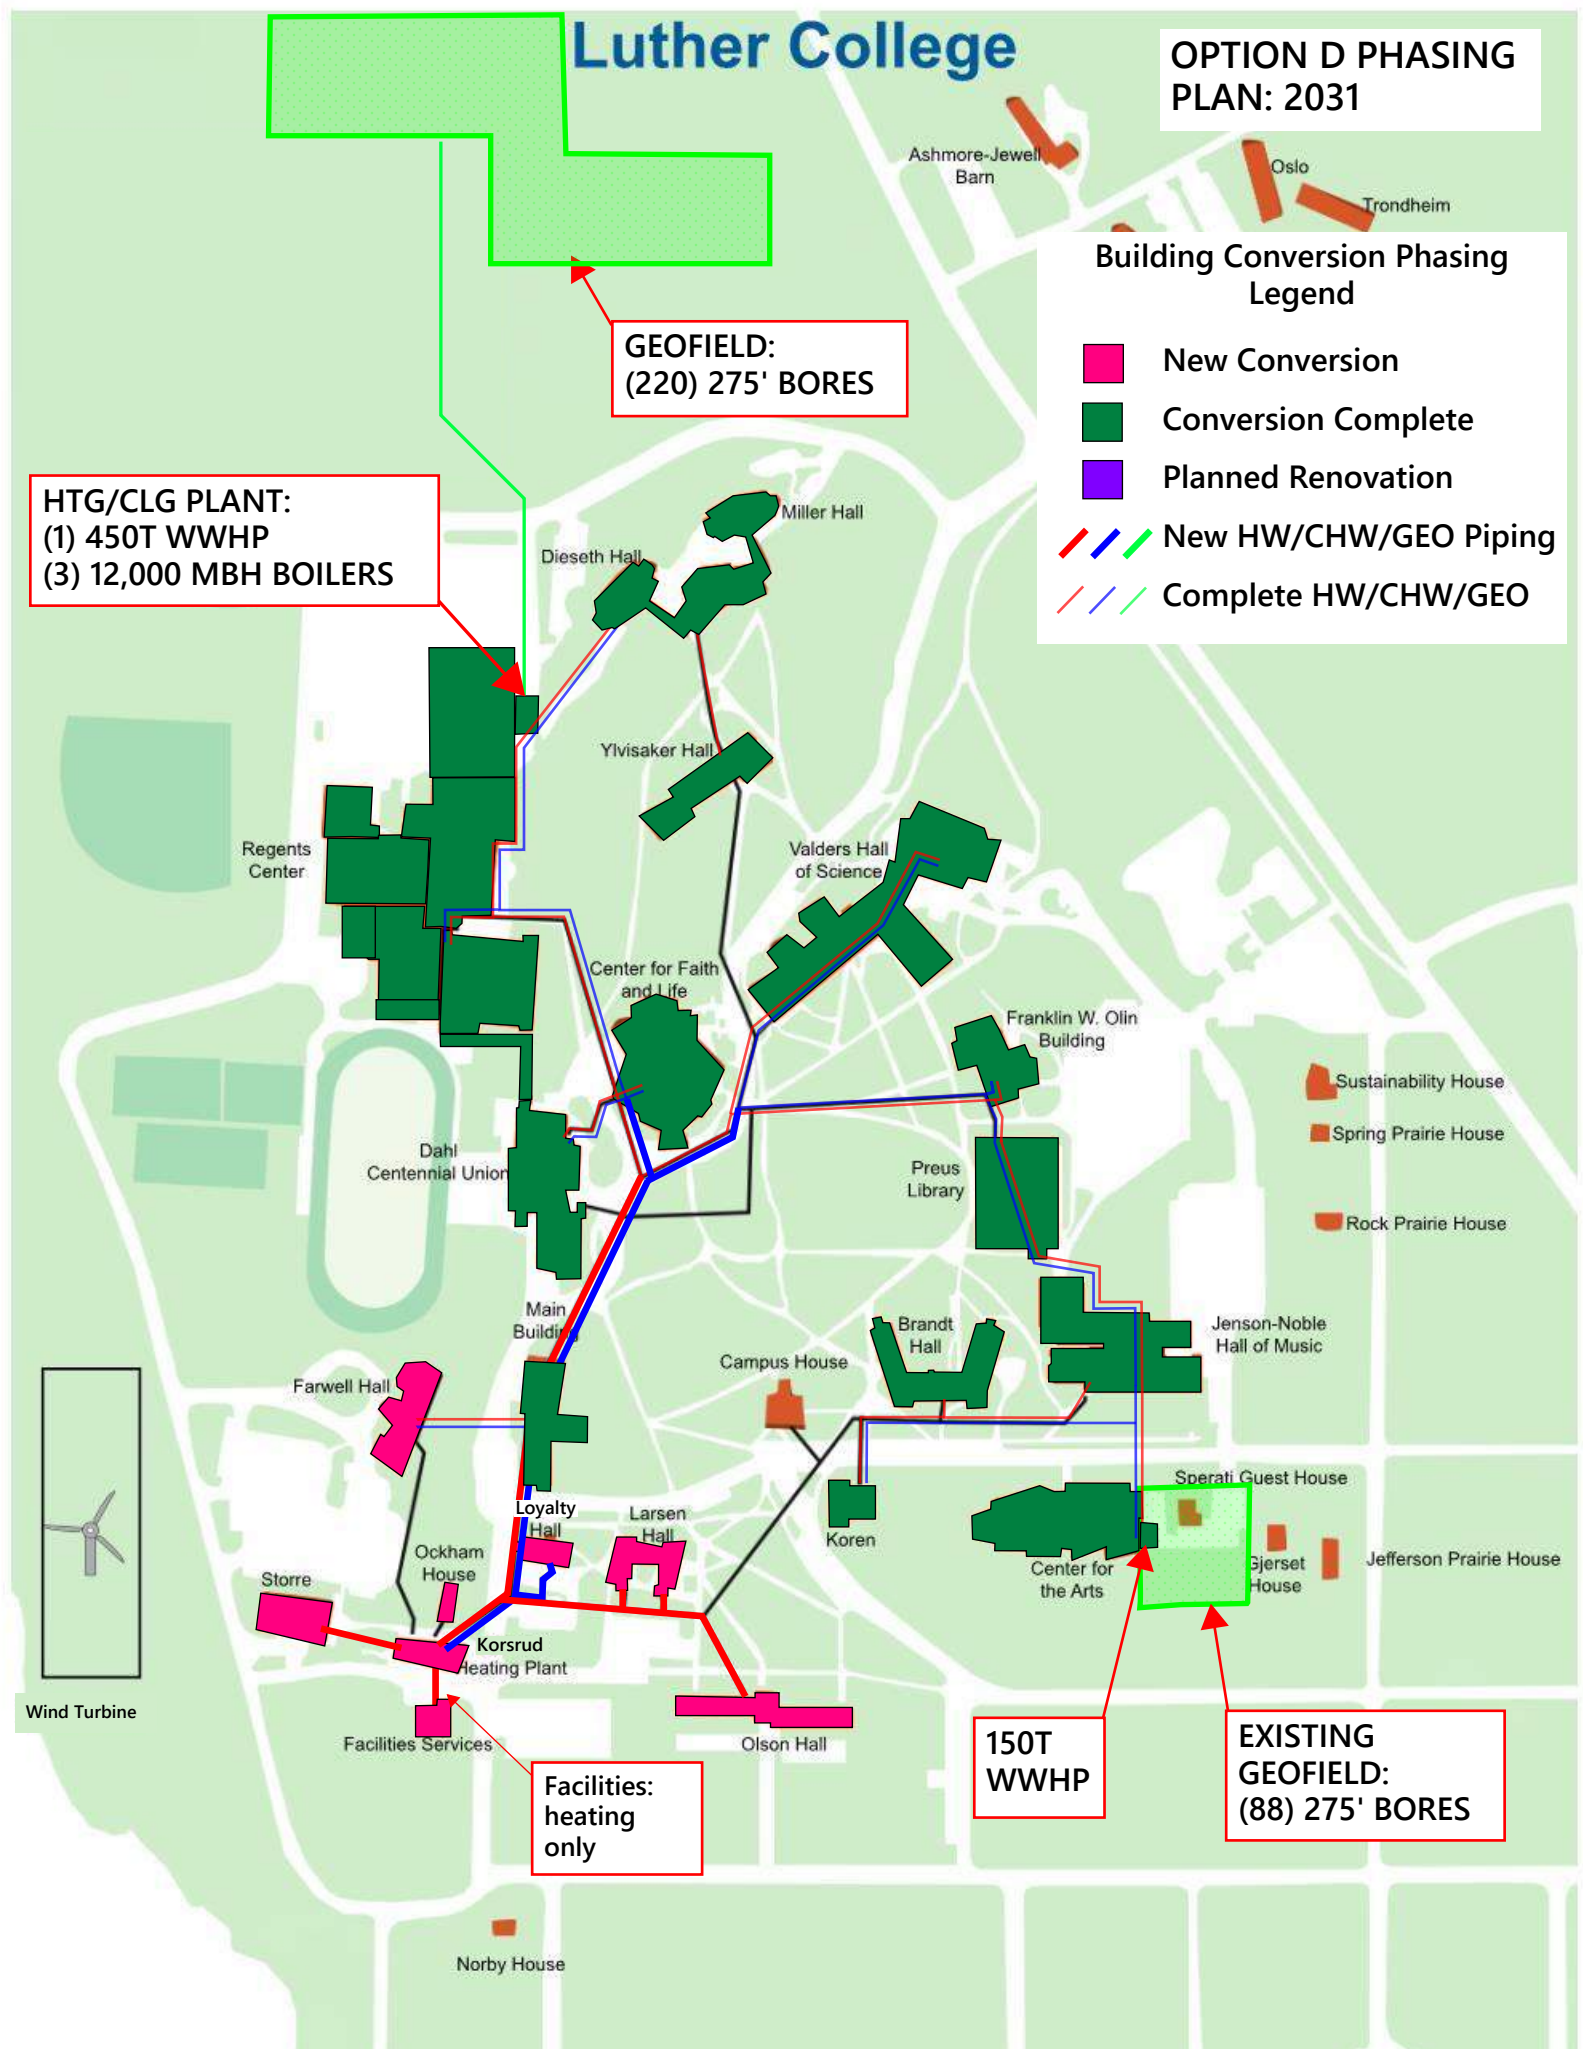 Luther College
OPTION D PHASING
PLAN: 2031
Ashmore-Jewell
Barn
Oslo
Trondheim
Building Conversion Phasing
Legend
New Conversion
Conversion Complete
Planned Renovation
New HW/CHW/GEO Piping
Complete HW/CHW/GEO
GEOFIELD:
(220) 275' BORES
HTG/CLG PLANT:
(1) 450T WWHP
(3) 12,000 MBH BOILERS
Miller Hall
Dieseth Hall
Ylvisaker Hall
Regents
Center
Valders Hall
of Science
Center for Faith
and Life
Franklin W. Olin
Building
Sustainability House
Spring Prairie House
Rock Prairie House
Dahl
Centennial Union
Preus
Library
Main
Building
Brandt
Hall
Jenson-Noble
Hall of Music
Campus House
Farwell Hall
Sperati Guest House
Loyalty
Hall
Larsen
Hall
Koren
Center for
the Arts
Gjerset
House
Jefferson Prairie House
Ockham
House
Storre
Korsrud
Heating Plant
Wind Turbine
Facilities Services
Olson Hall
Facilities:
heating
only
150T
WWHP
EXISTING
GEOFIELD:
(88) 275' BORES
Norby House